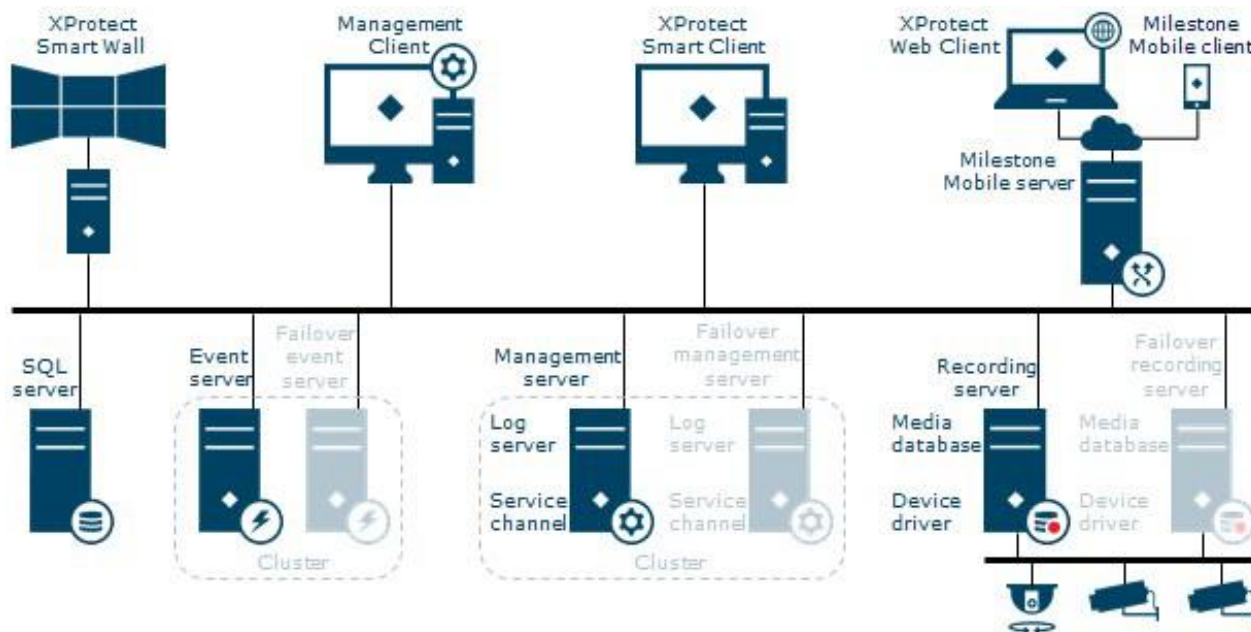 XProtect
Smart Wall
Management
Client
XProtect
Smart Client
XProtect
Web Client
Milestone
Mobile client
Milestone
Mobile server
SQL
server
Event
server
Failover
event
server
Cluster
Management
server
Log
server
Service
channel
Failover
management
server
Log
server
Service
channel
Cluster
Recording
server
Media
database
Device
driver
Failover
recording
server
Media
database
Device
driver